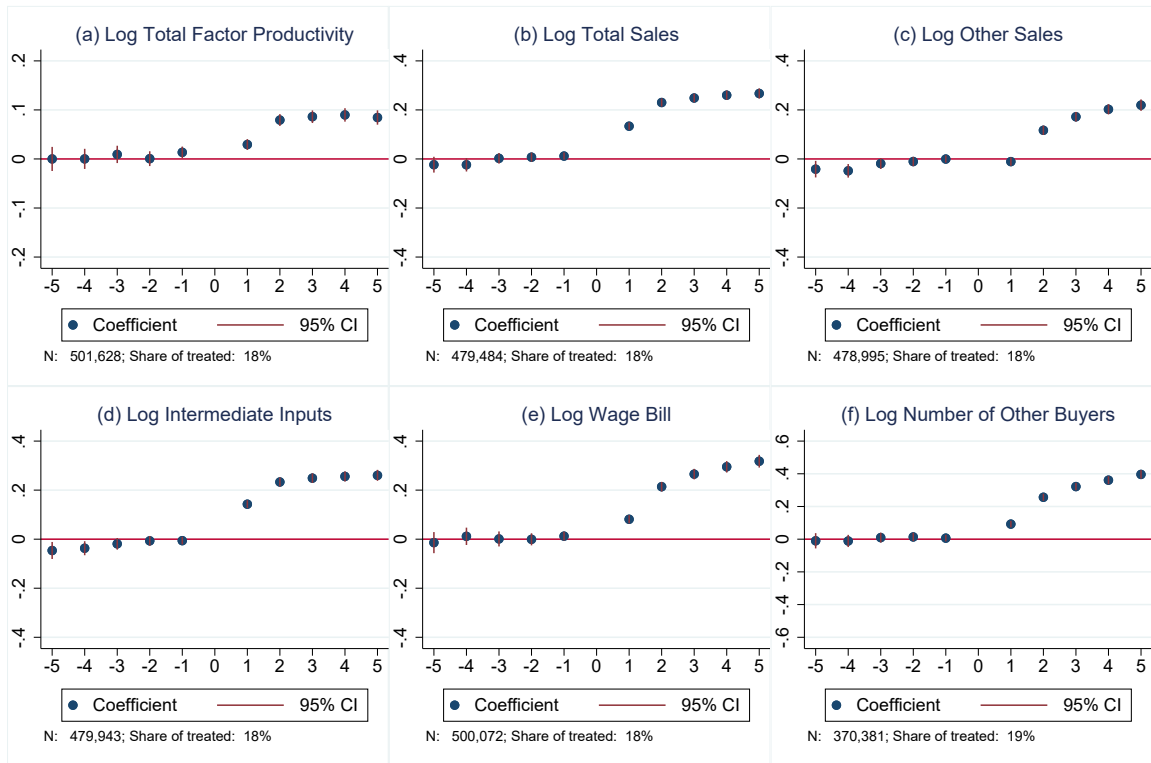 (a) Log Total Factor Productivity
.2
.1
0
-.1
-.2
-5 -4 -3 -2 -1 0 1 2 3 4 5
Coefficient 95% CI
N: 501,628; Share of treated: 18%
(b) Log Total Sales
.4
.2
0
-.2
-.4
-5 -4 -3 -2 -1 0 1 2 3 4 5
Coefficient 95% CI
N: 479,484; Share of treated: 18%
(c) Log Other Sales
.4
.2
0
-.2
-.4
-5 -4 -3 -2 -1 0 1 2 3 4 5
Coefficient 95% CI
N: 478,995; Share of treated: 18%
(d) Log Intermediate Inputs
.4
.2
0
-.2
-.4
-5 -4 -3 -2 -1 0 1 2 3 4 5
Coefficient 95% CI
N: 479,943; Share of treated: 18%
(e) Log Wage Bill
.4
.2
0
-.2
-.4
-5 -4 -3 -2 -1 0 1 2 3 4 5
Coefficient 95% CI
N: 500,072; Share of treated: 18%
(f) Log Number of Other Buyers
.6
.4
.2
0
-.2
-.4
-.6
-5 -4 -3 -2 -1 0 1 2 3 4 5
Coefficient 95% CI
N: 370,381; Share of treated: 19%